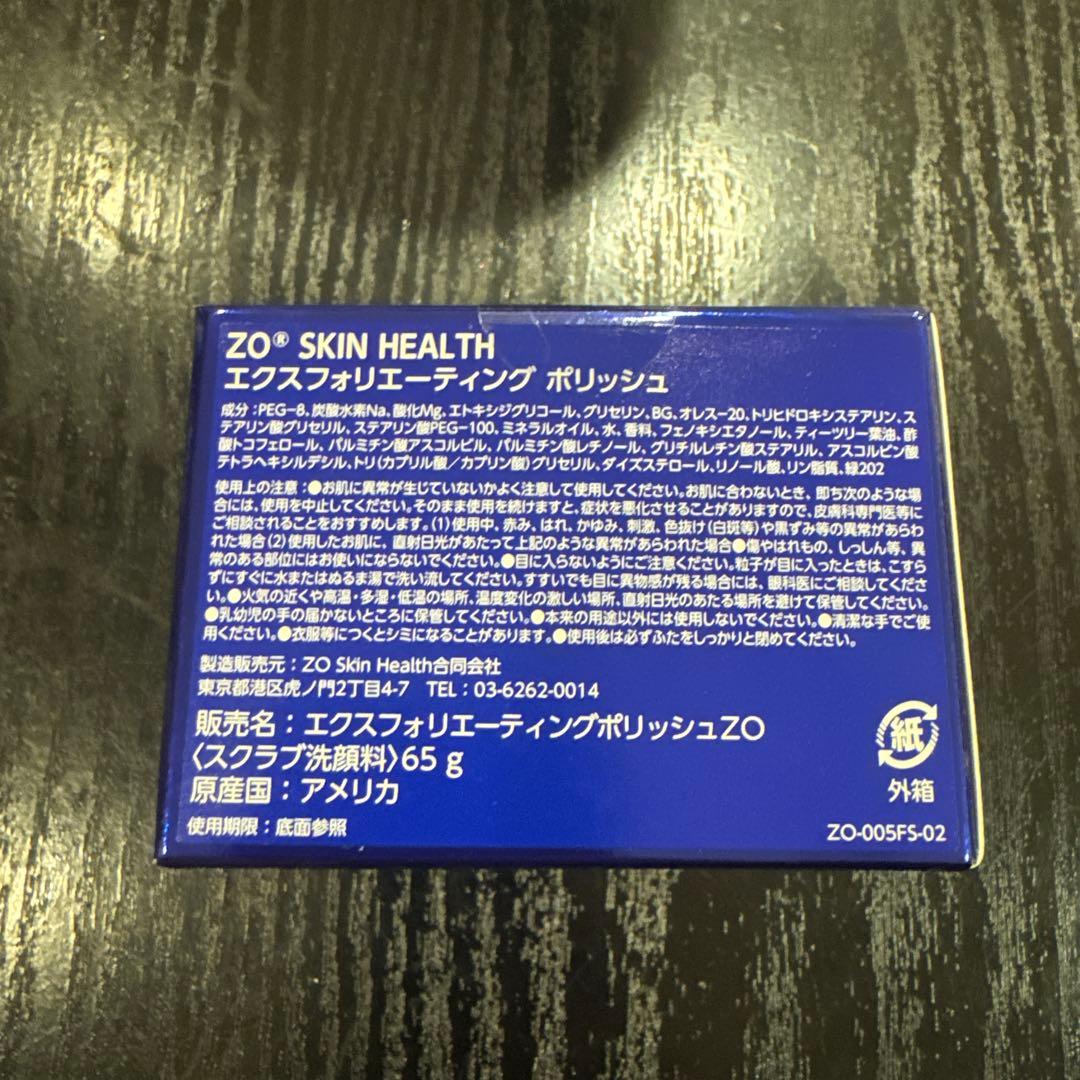 ZO® SKIN HEALTH
エクスフォリエーティング ポリッシュ
成分：PEG-8、炭酸水素Na、酸化Mg、エトキシジグリコール、グリセリン、BG、オレス-20、トリヒドロキシステアリン、ス
テアリン酸グリセリル、ステアリン酸PEG-100、ミネラルオイル、水、香料、フェノキシエタノール、ティーツリー葉油、酢
酸トコフェロール、パルミチン酸アスコルビル、パルミチン酸レチノール、グリチルレチン酸ステアリル、アスコルビン酸
テトラヘキシルデシル、トリ(カプリル酸／カプリン酸)グリセリル、ダイズステロール、リノール酸、リン脂質、緑202
使用上の注意：●お肌に異常が生じていないかよく注意して使用してください。お肌に合わないとき、即ち次のような場
合には、使用を中止してください。そのまま使用を続けますと、症状を悪化させることがありますので、皮膚科専門医等に
ご相談されることをおすすめします。(1)使用中、赤み、はれ、かゆみ、刺激、色抜け(白斑等)や黒ずみ等の異常があらわ
れた場合(2)使用したお肌に、直射日光があたって上記のような異常があらわれた場合●傷やはれもの、しっしん等、異
常のある部位にはお使いにならないでください。●目に入らないようにご注意ください。粒子が目に入ったときは、こすら
ずにすぐに水またはぬるま湯で洗い流してください。すすいでも目に異物感が残る場合には、眼科医にご相談してくださ
い。●火気の近くや高温・多湿・低温の場所、温度変化の激しい場所、直射日光のあたる場所を避けて保管してください。
●乳幼児の手の届かないところに保管してください。●本来の用途以外には使用しないでください。●清潔な手でご使
用ください。●衣服等につくとシミになることがあります。●使用後は必ずふたをしっかりと閉めてください。
製造販売元：ZO Skin Health合同会社
東京都港区虎ノ門2丁目4-7 TEL：03-6262-0014
販売名：エクスフォリエーティングポリッシュZO
〈スクラブ洗顔料〉65 g
原産国：アメリカ
使用期限：底面参照
紙
外箱
ZO-005FS-02